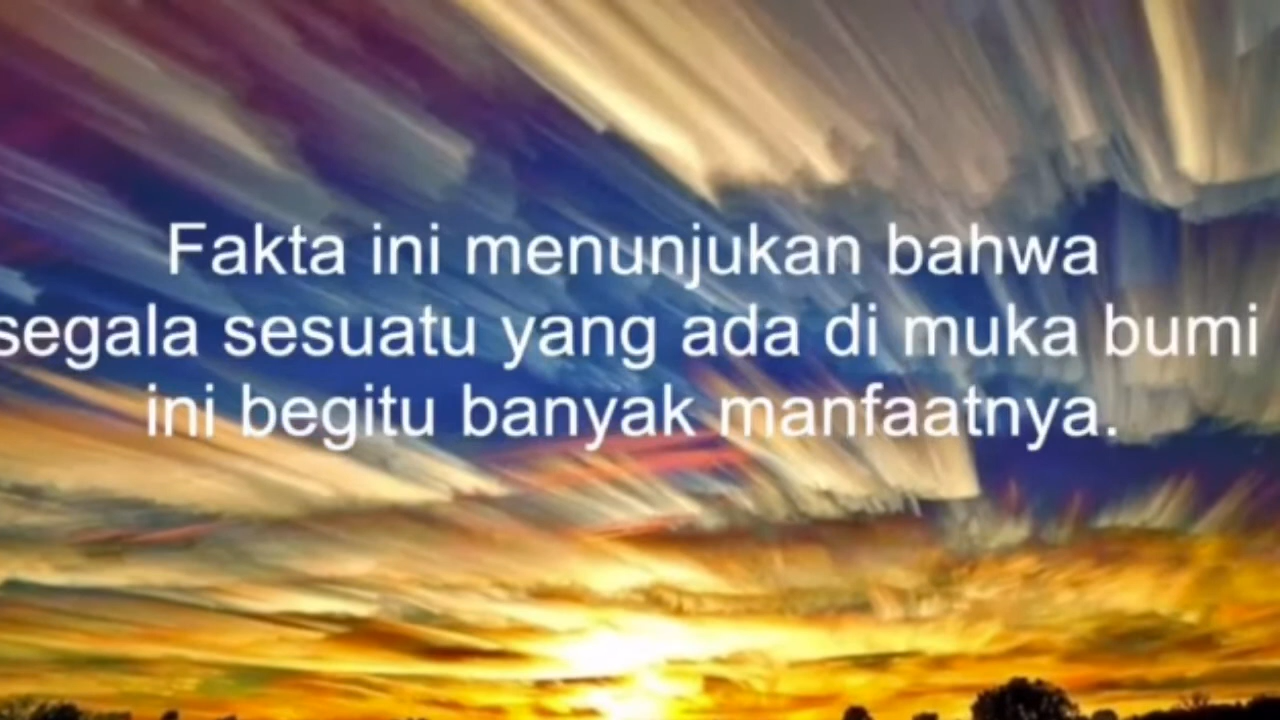 Fakta ini menunjukan bahwa
segala sesuatu yang ada di muka bumi
ini begitu banyak manfaatnya.